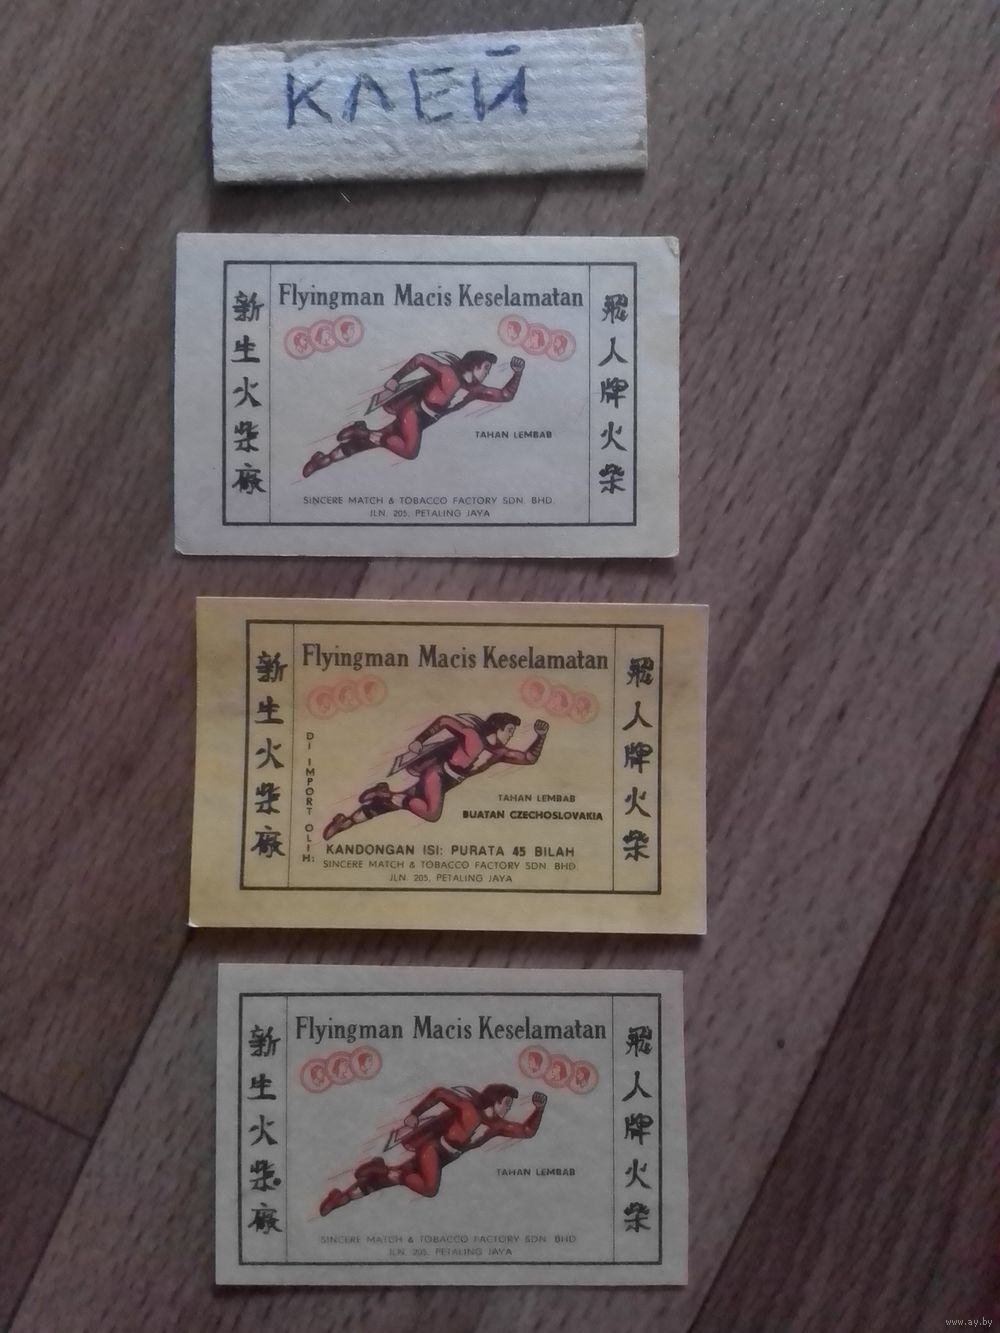 КЛЕЙ
Flyingman Macis Keselamatan
新生火柴廠
飛人牌火柴
TAHAN LEMBAB
SINCERE MATCH & TOBACCO FACTORY SDN. BHD.
JLN. 205, PETALING JAYA
Flyingman Macis Keselamatan
新生火柴廠
飛人牌火柴
DI IMPORT OLIH:
TAHAN LEMBAB
BUATAN CZECHOSLOVAKIA
KANDONGAN ISI: PURATA 45 BILAH
SINCERE MATCH & TOBACCO FACTORY SDN. BHD.
JLN. 205, PETALING JAYA
Flyingman Macis Keselamatan
新生火柴廠
飛人牌火柴
TAHAN LEMBAB
SINCERE MATCH & TOBACCO FACTORY SDN. BHD.
JLN. 205, PETALING JAYA
www.ay.by